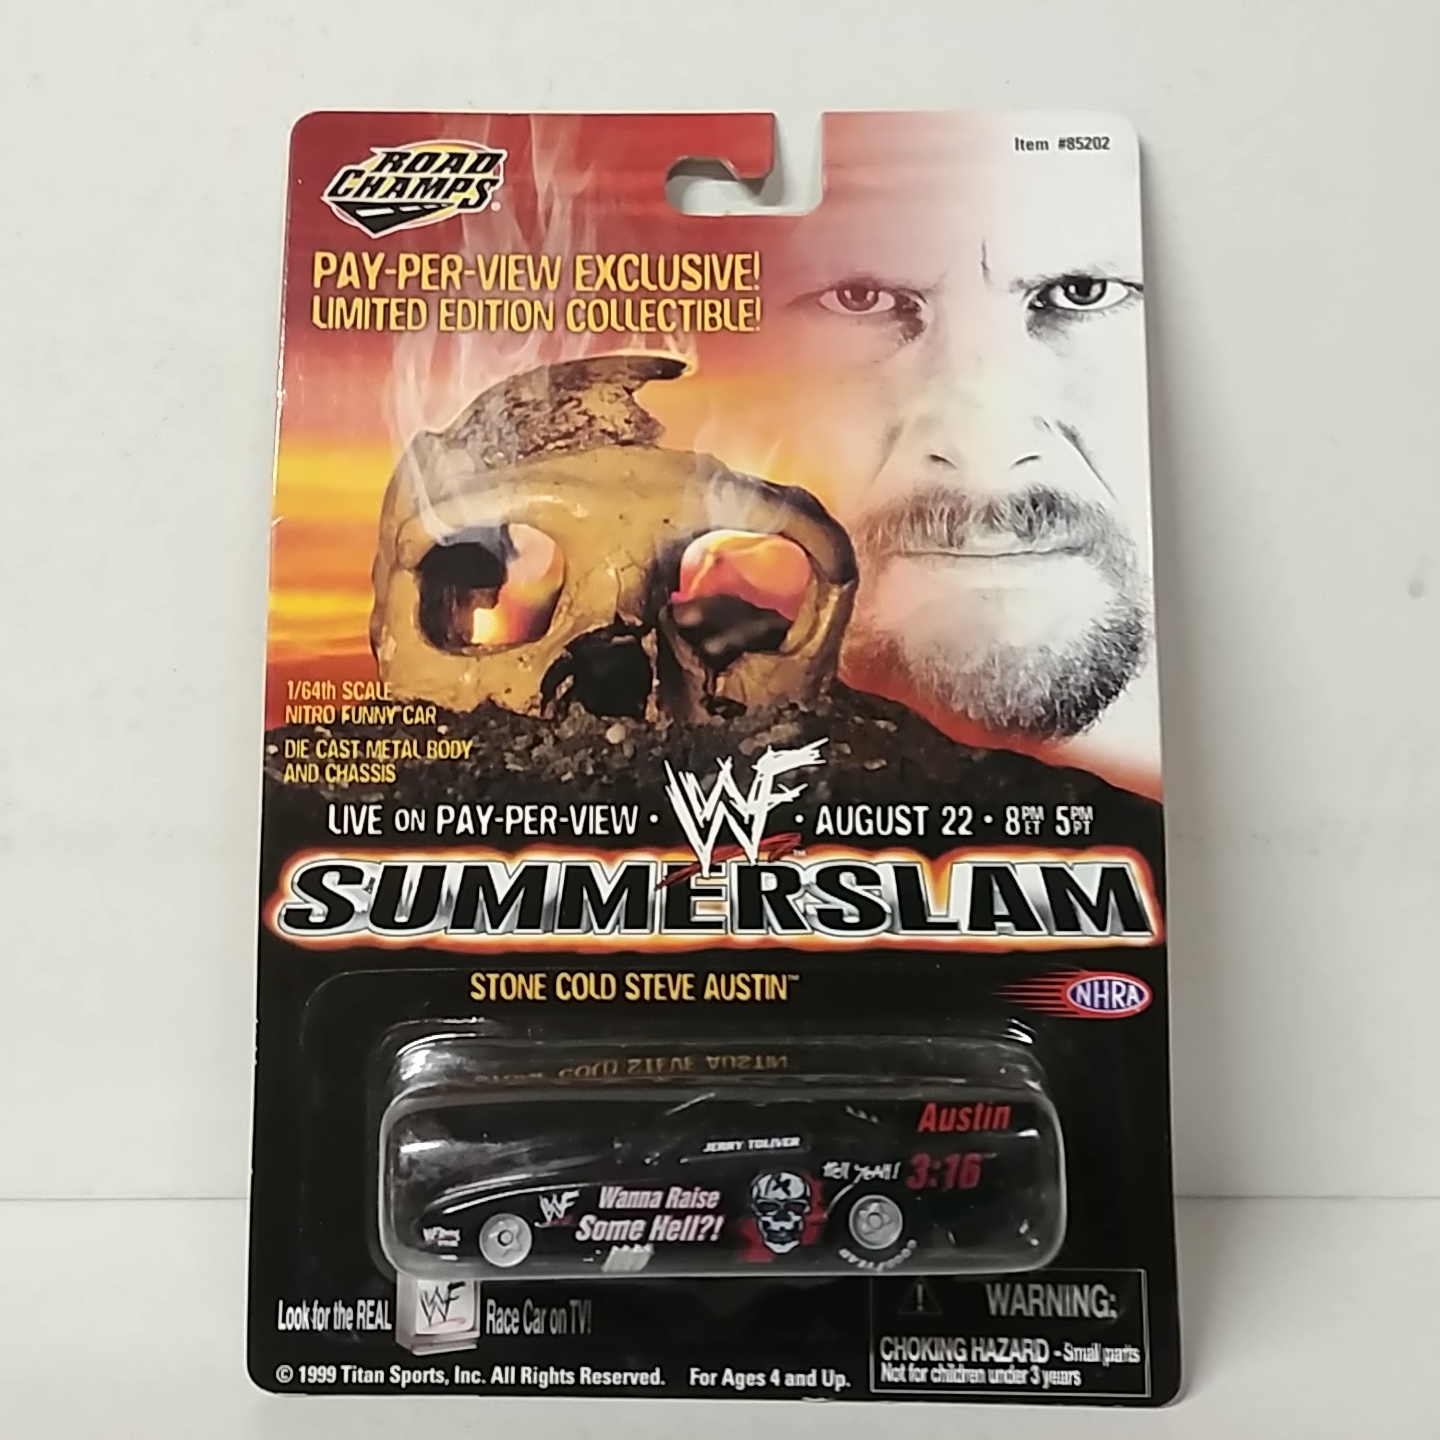 ROAD
CHAMPS®
Item #85202
PAY-PER-VIEW EXCLUSIVE!
LIMITED EDITION COLLECTIBLE!
1/64th SCALE
NITRO FUNNY CAR
DIE CAST METAL BODY
AND CHASSIS
LIVE ON PAY-PER-VIEW • WWF • AUGUST 22 • 8PM ET 5PM PT
SUMMERSLAM
STONE COLD STEVE AUSTIN™
NHRA
STONE COLD STEVE AUSTIN
Austin
3:16
JERRY TOLIVER
Hell Yeah!
WWF
Wanna Raise
Some Hell?!
GOODYEAR
Look for the REAL WWF Race Car on TV!
WARNING:
CHOKING HAZARD - Small parts
Not for children under 3 years
© 1999 Titan Sports, Inc. All Rights Reserved. For Ages 4 and Up.